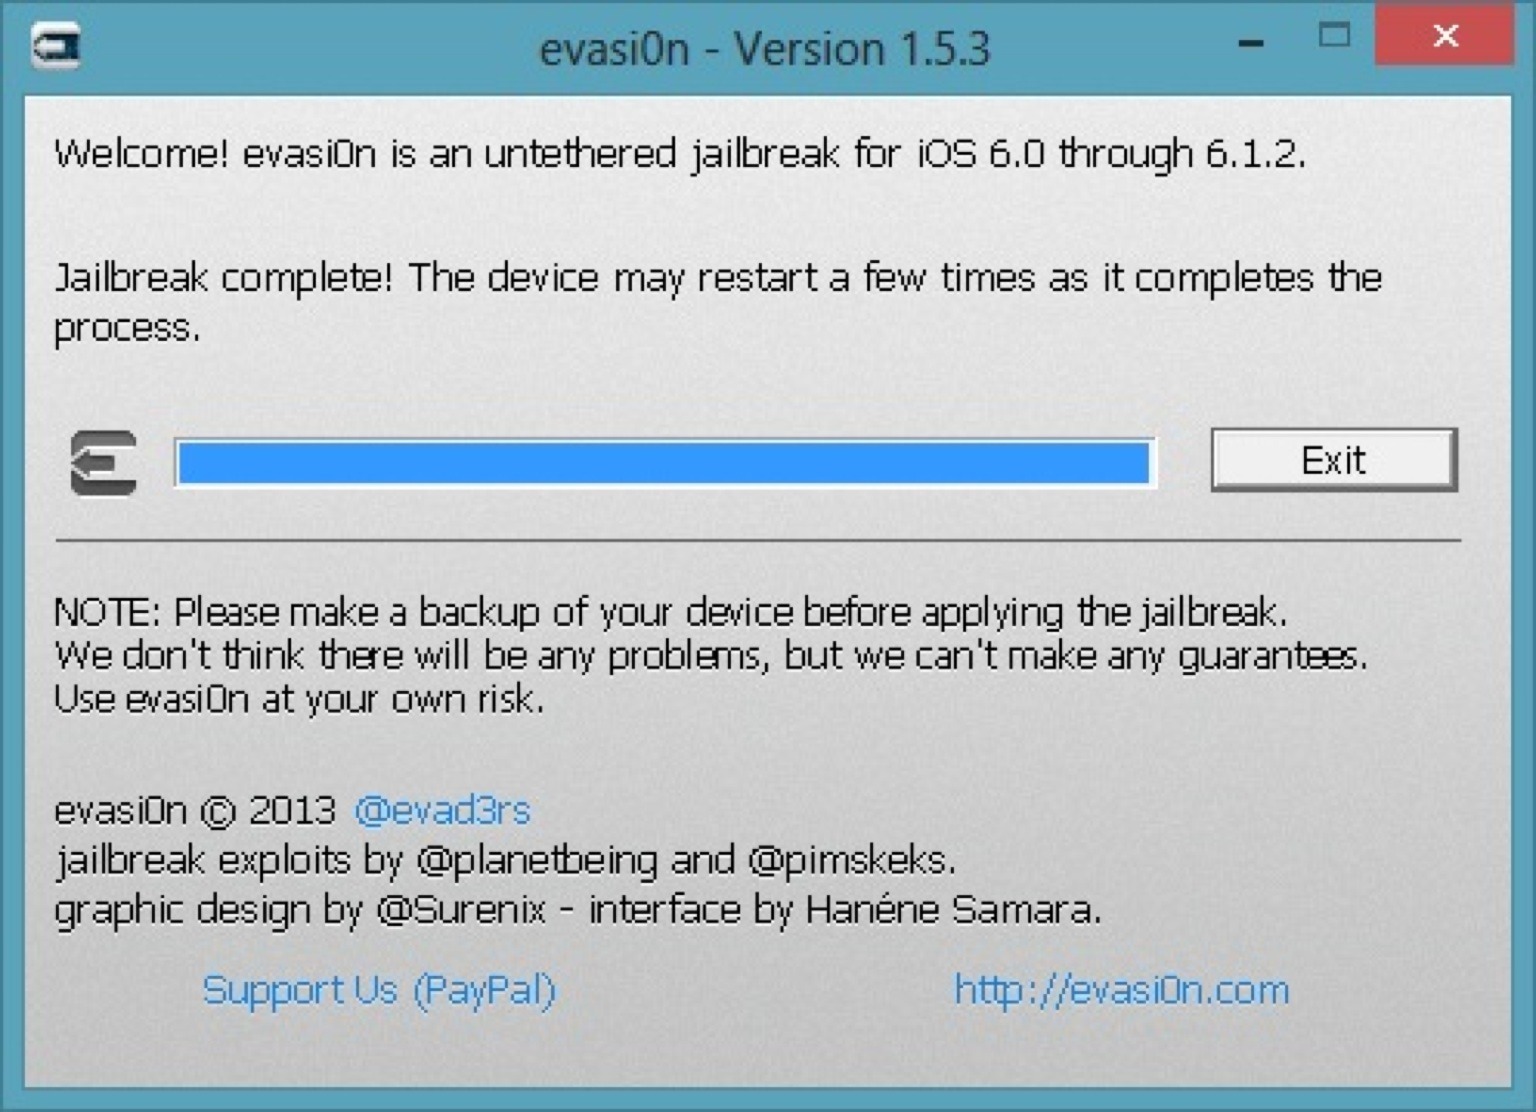 evasi0n - Version 1.5.3
Welcome! evasi0n is an untethered jailbreak for iOS 6.0 through 6.1.2.
Jailbreak complete! The device may restart a few times as it completes the
process.
Exit
NOTE: Please make a backup of your device before applying the jailbreak.
We don't think there will be any problems, but we can't make any guarantees.
Use evasi0n at your own risk.
evasi0n © 2013 @evad3rs
jailbreak exploits by @planetbeing and @pimskeks.
graphic design by @Surenix - interface by Hanéne Samara.
Support Us (PayPal) http://evasi0n.com